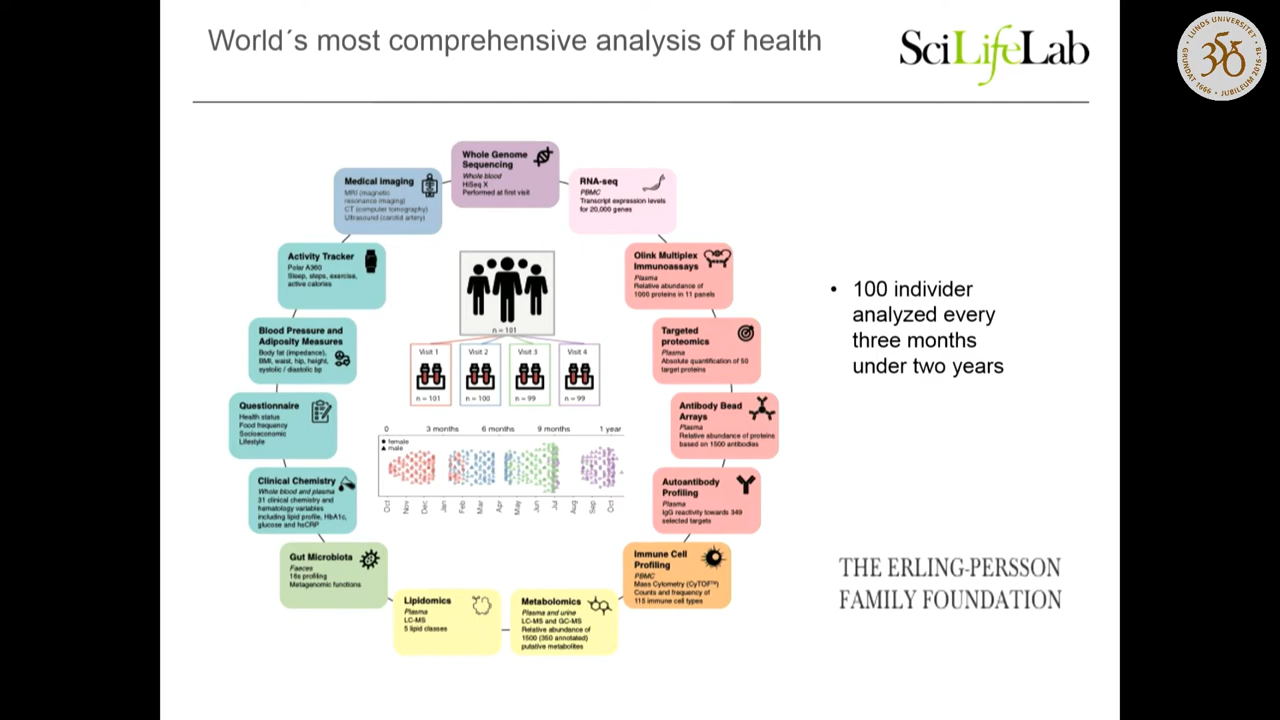 World´s most comprehensive analysis of health
SciLifeLab
LUNDS UNIVERSITET
GRUNDAT 1666 • JUBILEUM 2016-18
350
Whole Genome
Sequencing
Whole blood
HiSeq X
Performed at first visit
RNA-seq
PBMC
Transcript expression levels
for 20,000 genes
Olink Multiplex
Immunoassays
Plasma
Relative abundance of
1000 proteins in 11 panels
Targeted
proteomics
Plasma
Absolute quantification of 50
target proteins
Antibody Bead
Arrays
Plasma
Relative abundance of proteins
based on 1500 antibodies
Autoantibody
Profiling
Plasma
IgG reactivity towards 349
selected targets
Immune Cell
Profiling
PBMC
Mass Cytometry (CyTOF™)
Counts and frequency of
115 immune cell types
Metabolomics
Plasma and urine
LC-MS and GC-MS
Relative abundance of
1500 (350 annotated)
putative metabolites
Lipidomics
Plasma
LC-MS
5 lipid classes
Gut Microbiota
Faeces
16s profiling
Metagenomic functions
Clinical Chemistry
Whole blood and plasma
31 clinical chemistry and
hematology variables
including lipid profile, HbA1c,
glucose and hsCRP
Questionnaire
Health status
Food frequency
Socioeconomic
Lifestyle
Blood Pressure and
Adiposity Measures
Body fat (impedance),
BMI, waist, hip, height,
systolic / diastolic bp
Activity Tracker
Polar A360
Sleep, steps, exercise,
active calories
Medical imaging
MRI (magnetic
resonance imaging)
CT (computer tomography)
Ultrasound (carotid artery)
n = 101
Visit 1 Visit 2 Visit 3 Visit 4
n = 101 n = 100 n = 99 n = 99
0 3 months 6 months 9 months 1 year
● female
▲ male
Oct Nov Dec Jan Feb Mar Apr May Jun Jul Aug Sep Oct
• 100 individer
analyzed every
three months
under two years
THE ERLING-PERSSON
FAMILY FOUNDATION